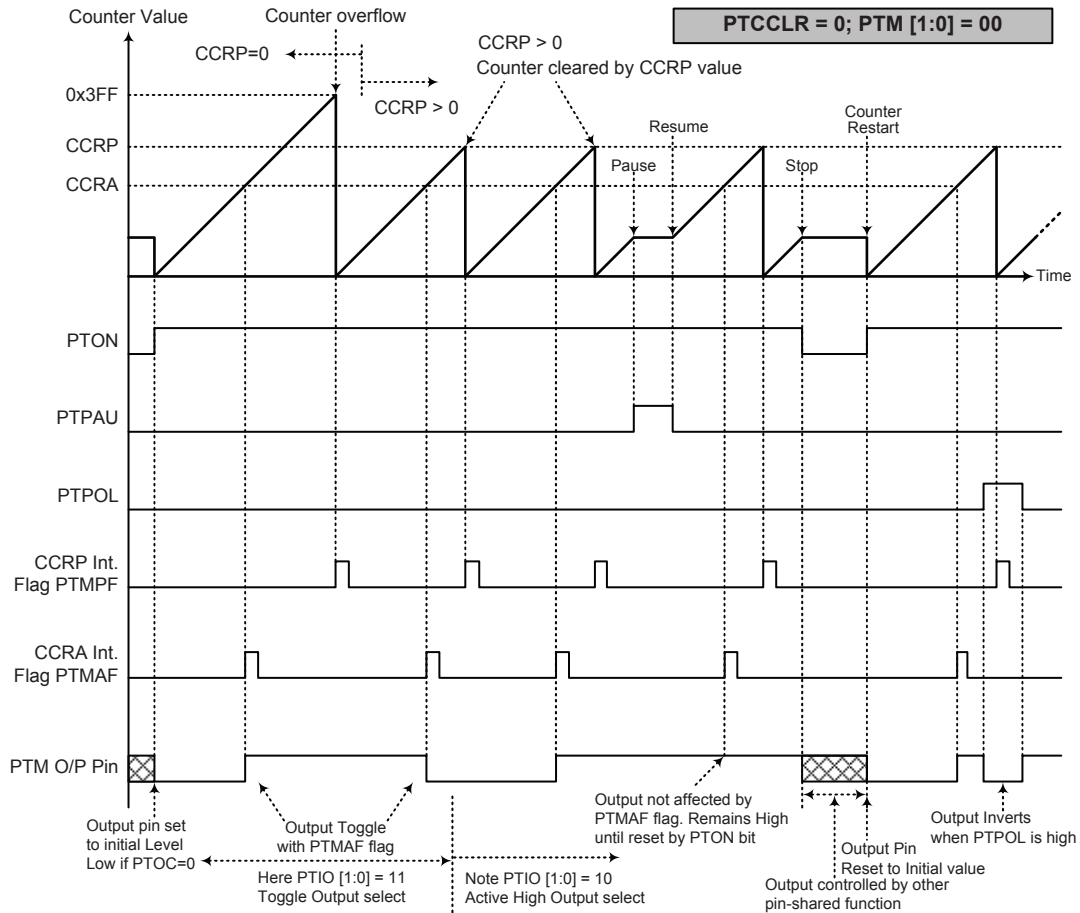 Counter Value
Counter overflow
PTCCLR = 0; PTM [1:0] = 00
CCRP=0
CCRP > 0
CCRP > 0
Counter cleared by CCRP value
0x3FF
CCRP
CCRA
Pause
Resume
Stop
Counter
Restart
Time
PTON
PTPAU
PTPOL
CCRP Int.
Flag PTMPF
CCRA Int.
Flag PTMAF
PTM O/P Pin
Output pin set
to initial Level
Low if PTOC=0
Output Toggle
with PTMAF flag
Here PTIO [1:0] = 11
Toggle Output select
Note PTIO [1:0] = 10
Active High Output select
Output not affected by
PTMAF flag. Remains High
until reset by PTON bit
Output Pin
Reset to Initial value
Output controlled by other
pin-shared function
Output Inverts
when PTPOL is high